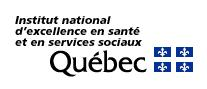 Institut national
d'excellence en santé
et en services sociaux
Québec